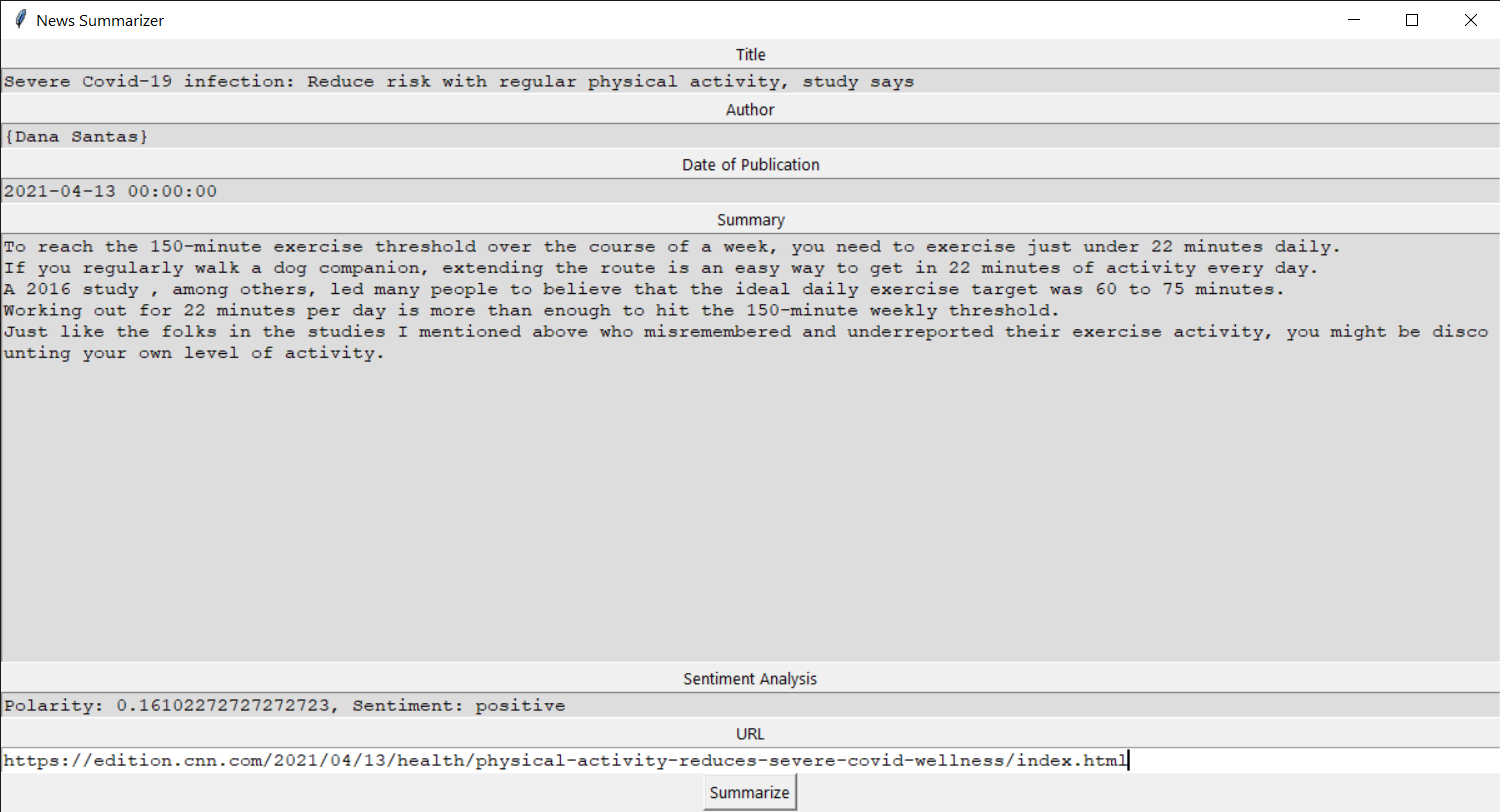 News Summarizer
Title
Severe Covid-19 infection: Reduce risk with regular physical activity, study says
Author
{Dana Santas}
Date of Publication
2021-04-13 00:00:00
Summary
To reach the 150-minute exercise threshold over the course of a week, you need to exercise just under 22 minutes daily.
If you regularly walk a dog companion, extending the route is an easy way to get in 22 minutes of activity every day.
A 2016 study , among others, led many people to believe that the ideal daily exercise target was 60 to 75 minutes.
Working out for 22 minutes per day is more than enough to hit the 150-minute weekly threshold.
Just like the folks in the studies I mentioned above who misremembered and underreported their exercise activity, you might be disco
unting your own level of activity.
Sentiment Analysis
Polarity: 0.16102272727272723, Sentiment: positive
URL
https://edition.cnn.com/2021/04/13/health/physical-activity-reduces-severe-covid-wellness/index.html
Summarize